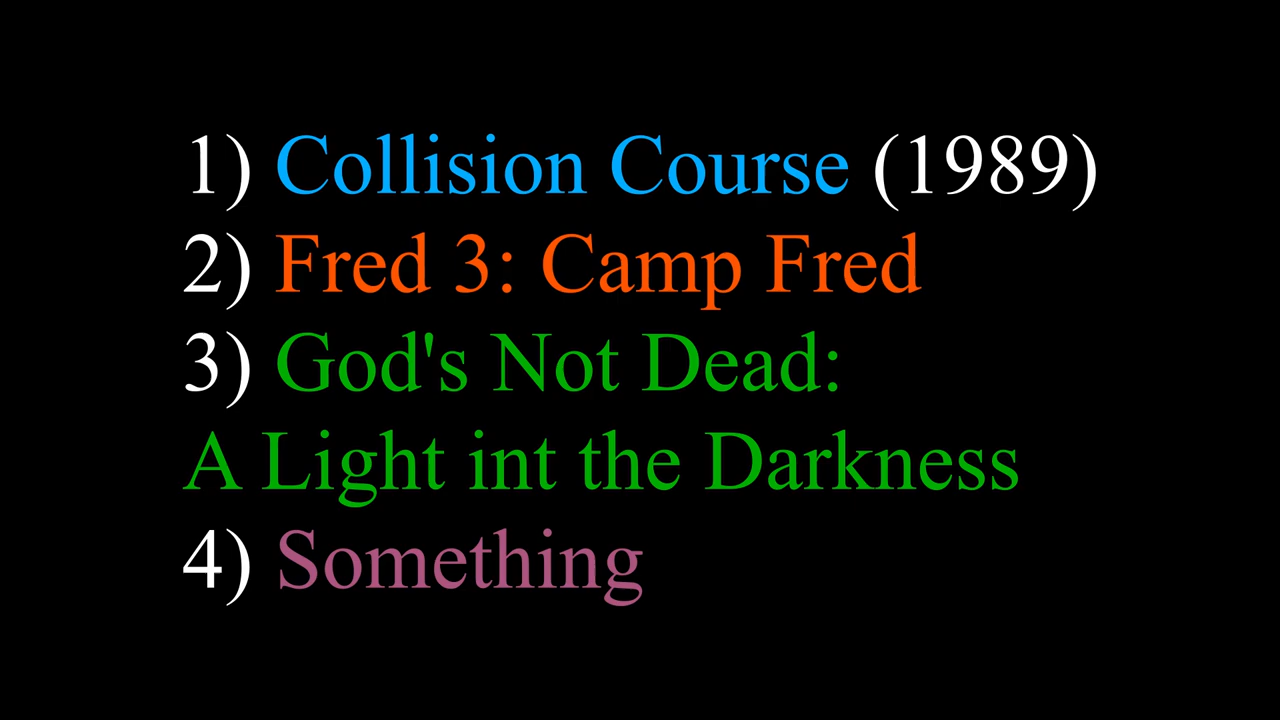 1) Collision Course (1989)
2) Fred 3: Camp Fred
3) God's Not Dead:
A Light int the Darkness
4) Something